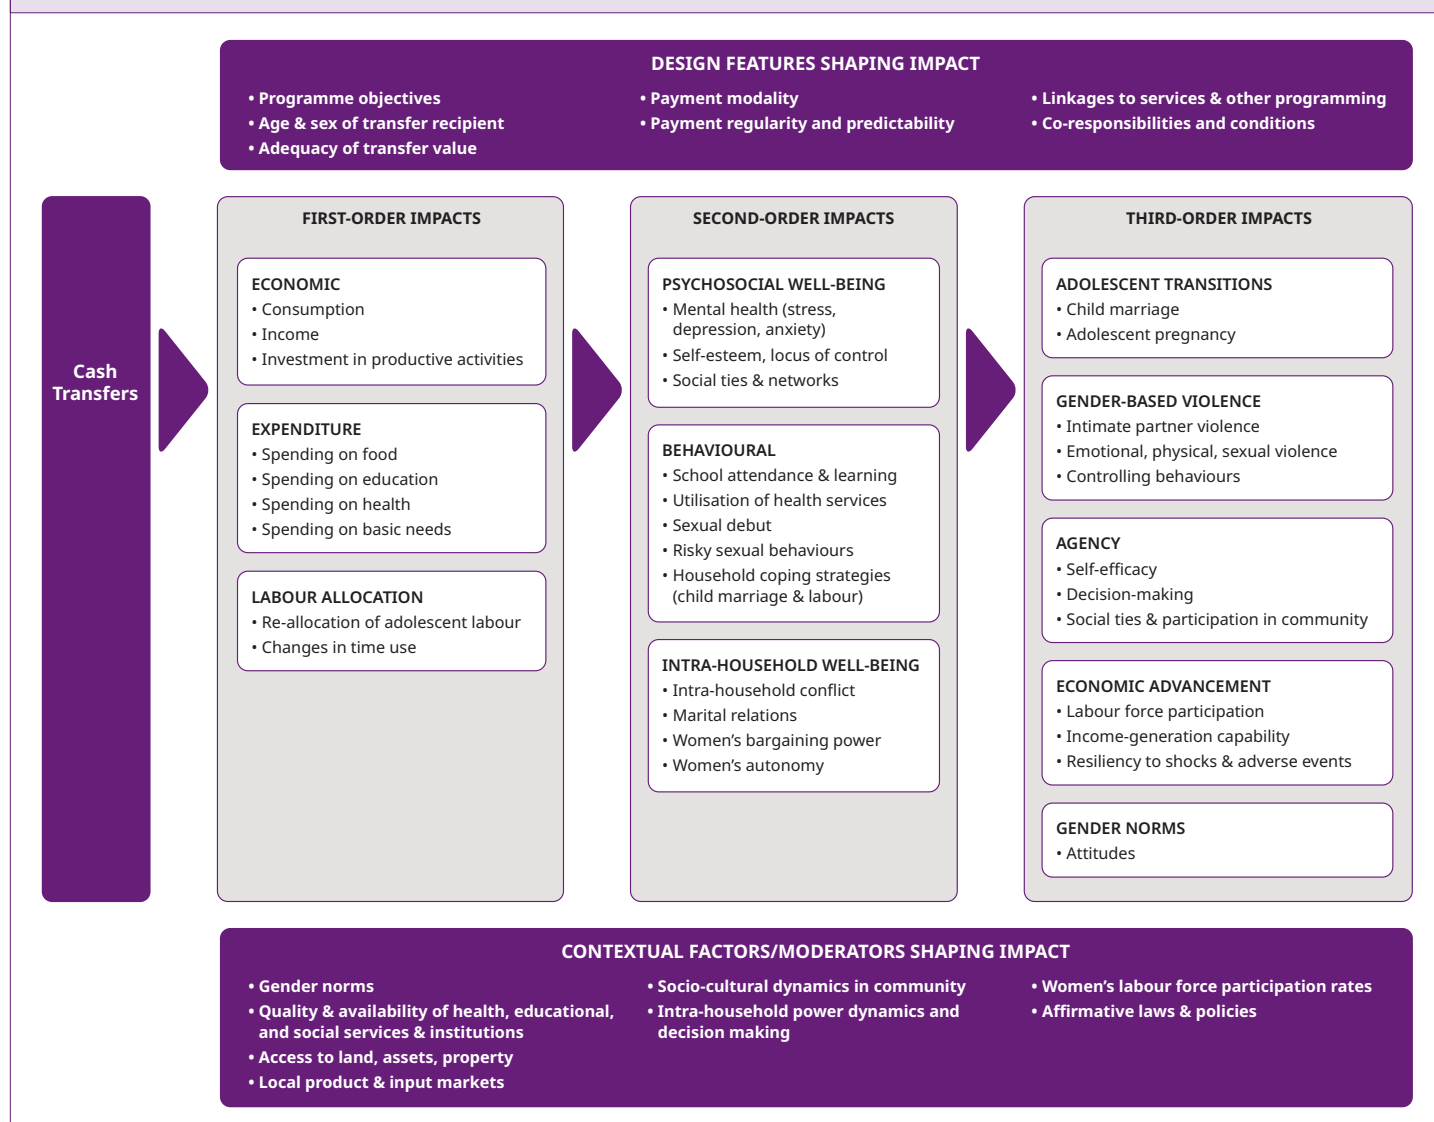 DESIGN FEATURES SHAPING IMPACT
• Programme objectives
• Age & sex of transfer recipient
• Adequacy of transfer value
• Payment modality
• Payment regularity and predictability
• Linkages to services & other programming
• Co-responsibilities and conditions
Cash
Transfers
FIRST-ORDER IMPACTS
ECONOMIC
• Consumption
• Income
• Investment in productive activities
EXPENDITURE
• Spending on food
• Spending on education
• Spending on health
• Spending on basic needs
LABOUR ALLOCATION
• Re-allocation of adolescent labour
• Changes in time use
SECOND-ORDER IMPACTS
PSYCHOSOCIAL WELL-BEING
• Mental health (stress,
depression, anxiety)
• Self-esteem, locus of control
• Social ties & networks
BEHAVIOURAL
• School attendance & learning
• Utilisation of health services
• Sexual debut
• Risky sexual behaviours
• Household coping strategies
(child marriage & labour)
INTRA-HOUSEHOLD WELL-BEING
• Intra-household conflict
• Marital relations
• Women's bargaining power
• Women's autonomy
THIRD-ORDER IMPACTS
ADOLESCENT TRANSITIONS
• Child marriage
• Adolescent pregnancy
GENDER-BASED VIOLENCE
• Intimate partner violence
• Emotional, physical, sexual violence
• Controlling behaviours
AGENCY
• Self-efficacy
• Decision-making
• Social ties & participation in community
ECONOMIC ADVANCEMENT
• Labour force participation
• Income-generation capability
• Resiliency to shocks & adverse events
GENDER NORMS
• Attitudes
CONTEXTUAL FACTORS/MODERATORS SHAPING IMPACT
• Gender norms
• Quality & availability of health, educational,
and social services & institutions
• Access to land, assets, property
• Local product & input markets
• Socio-cultural dynamics in community
• Intra-household power dynamics and
decision making
• Women's labour force participation rates
• Affirmative laws & policies